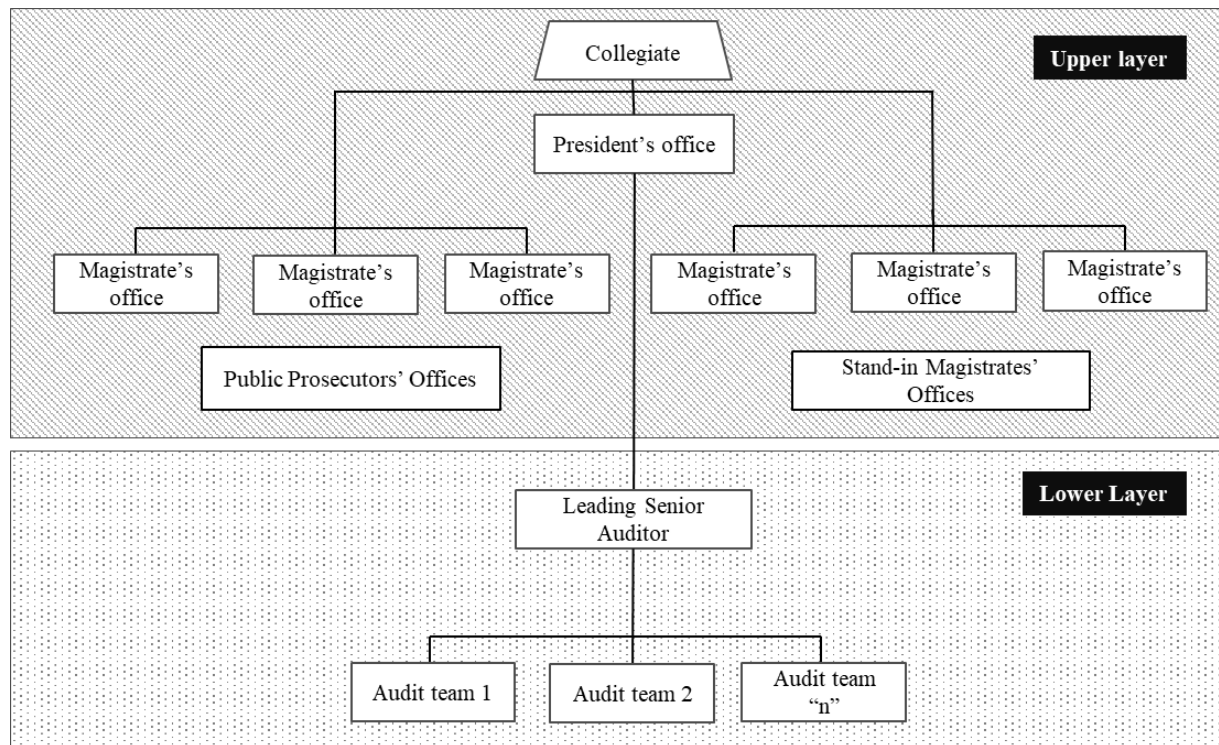 Collegiate
Upper layer
President’s office
Magistrate’s
office
Magistrate’s
office
Magistrate’s
office
Magistrate’s
office
Magistrate’s
office
Magistrate’s
office
Public Prosecutors’ Offices
Stand-in Magistrates’
Offices
Lower Layer
Leading Senior
Auditor
Audit team 1
Audit team 2
Audit team
“n”